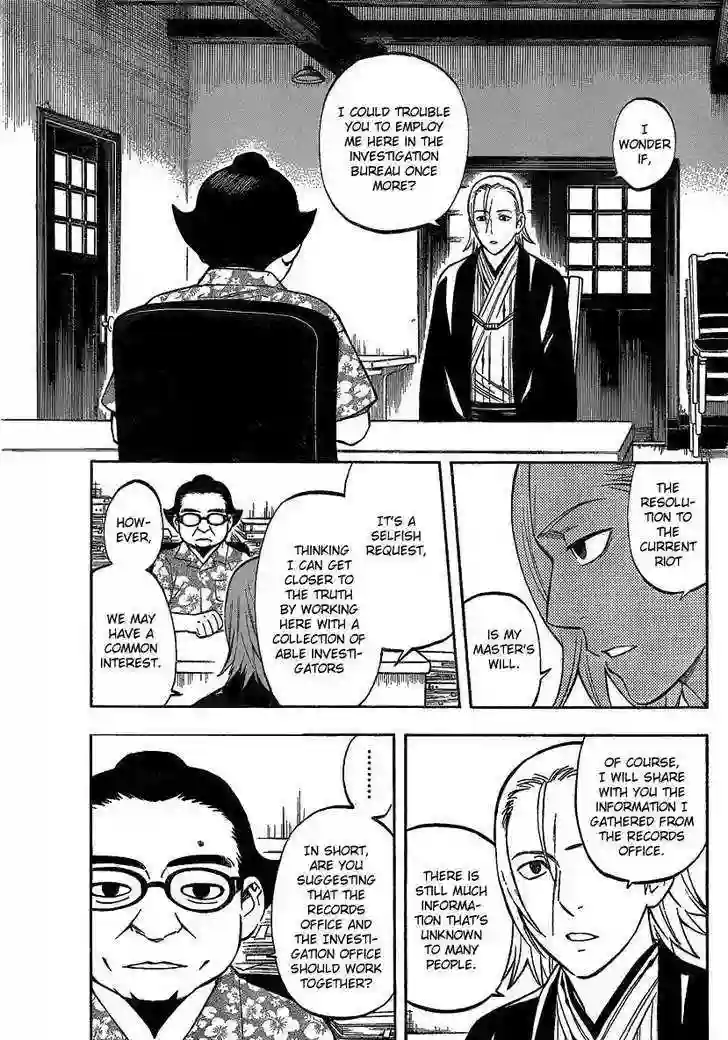 I
WONDER
IF,
I COULD TROUBLE
YOU TO EMPLOY
ME HERE IN THE
INVESTIGATION
BUREAU ONCE
MORE?
THE
RESOLU-
TION TO
THE
CURRENT
RIOT
IS MY
MASTER'S
WILL.
IT'S A
SELFISH
REQUEST,
THINKING
I CAN GET
CLOSER TO
THE TRUTH
BY WORKING
HERE WITH A
COLLECTION OF
ABLE INVESTI-
GATORS
HOW-
EVER,
WE MAY
HAVE A
COMMON
INTEREST.
OF COURSE,
I WILL SHARE
WITH YOU THE
INFORMATION I
GATHERED FROM
THE RECORDS
OFFICE.
THERE IS
STILL MUCH
INFORMA-
TION THAT'S
UNKNOWN
TO MANY
PEOPLE.
........
IN SHORT,
ARE YOU
SUGGESTING
THAT THE
RECORDS
OFFICE AND
THE INVESTI-
GATION OFFICE
SHOULD WORK
TOGETHER?